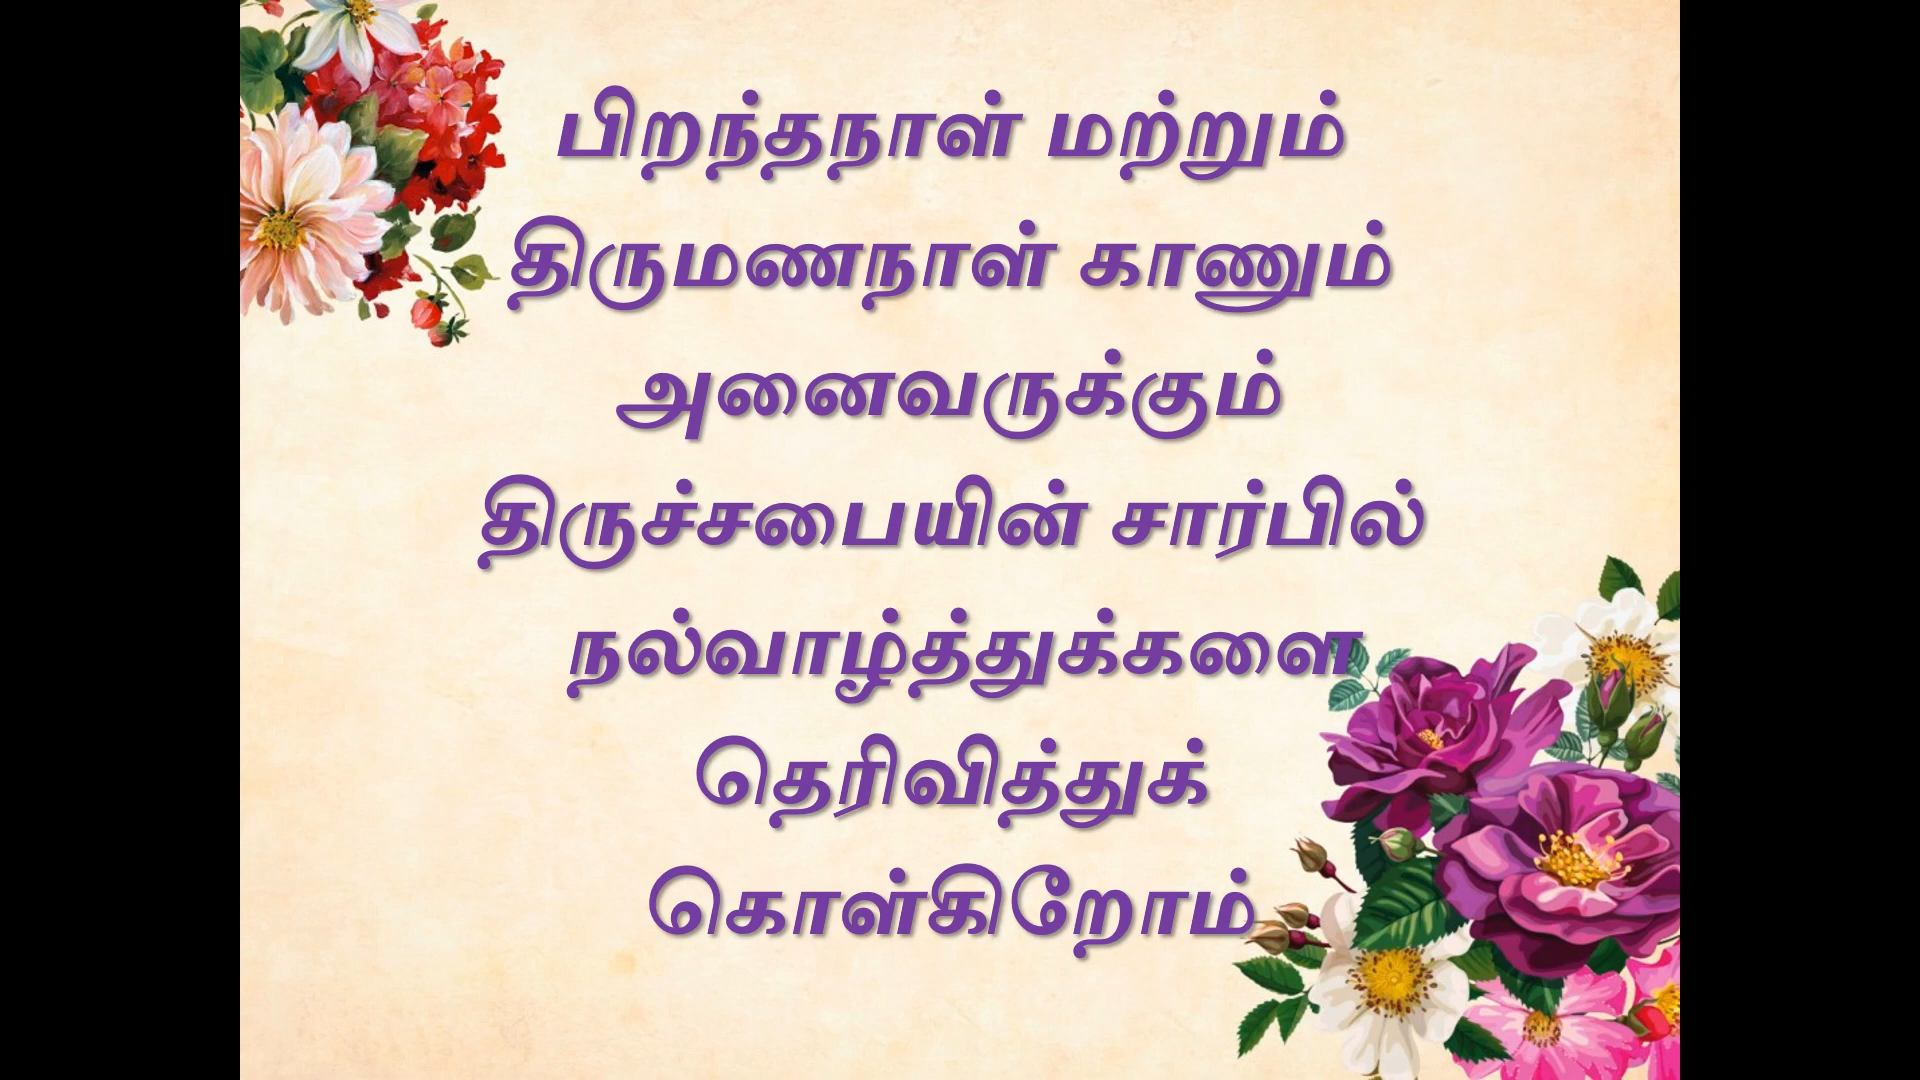 பிறந்தநாள் மற்றும்
திருமணநாள் காணும்
அனைவருக்கும்
திருச்சபையின் சார்பில்
நல்வாழ்த்துக்களை
தெரிவித்துக்
கொள்கிறோம்